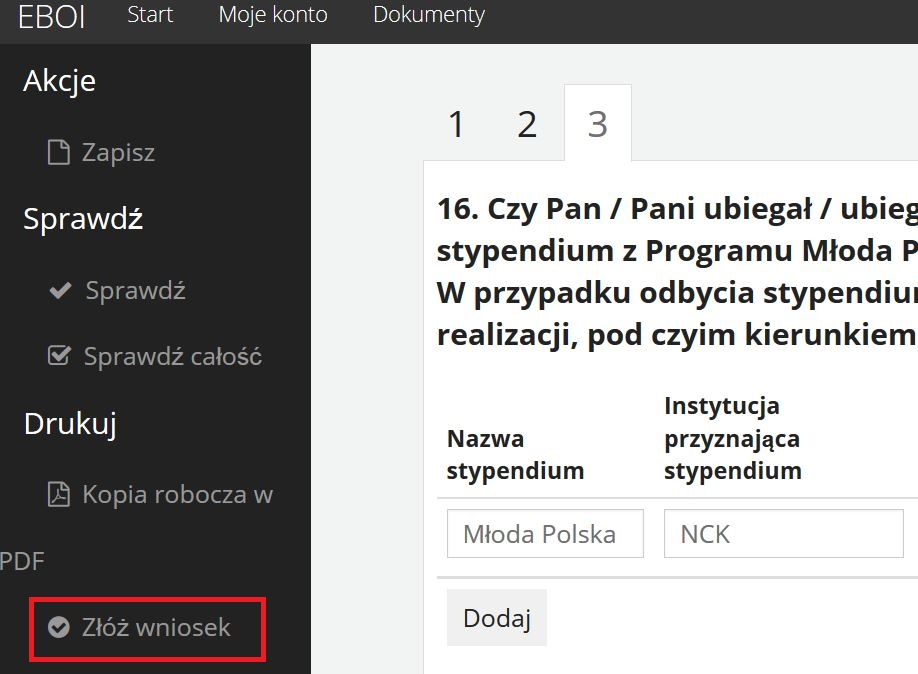 EBOI Start Moje konto Dokumenty
Akcje
Zapisz
Sprawdź
Sprawdź
Sprawdź całość
Drukuj
Kopia robocza w
PDF
Złóż wniosek
1 2 3
16. Czy Pan / Pani ubiegał /
stypendium z Programu Młoda
W przypadku odbycia
realizacji, pod czyim kierunkiem
Nazwa
stypendium
Instytucja
przyznająca
stypendium
Młoda Polska
NCK
Dodaj